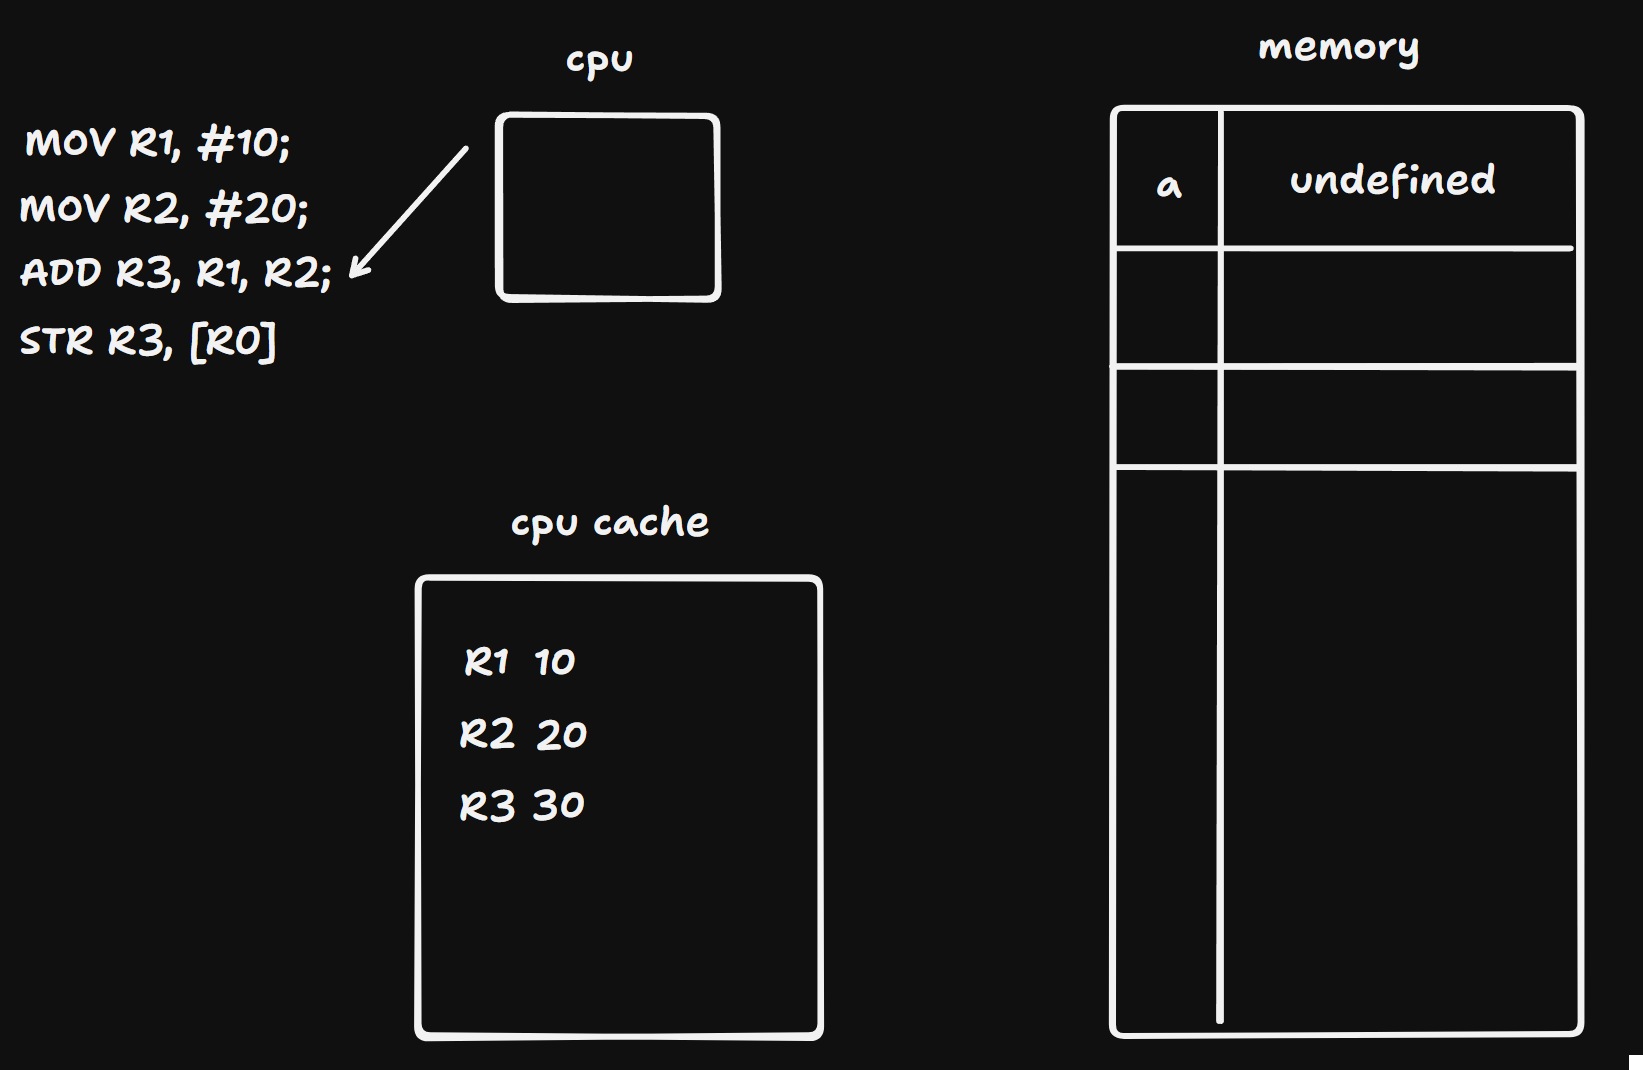 cpu
memory
MOV R1, #10;
MOV R2, #20;
ADD R3, R1, R2;
STR R3, [R0]
a undefined
cpu cache
R1 10
R2 20
R3 30